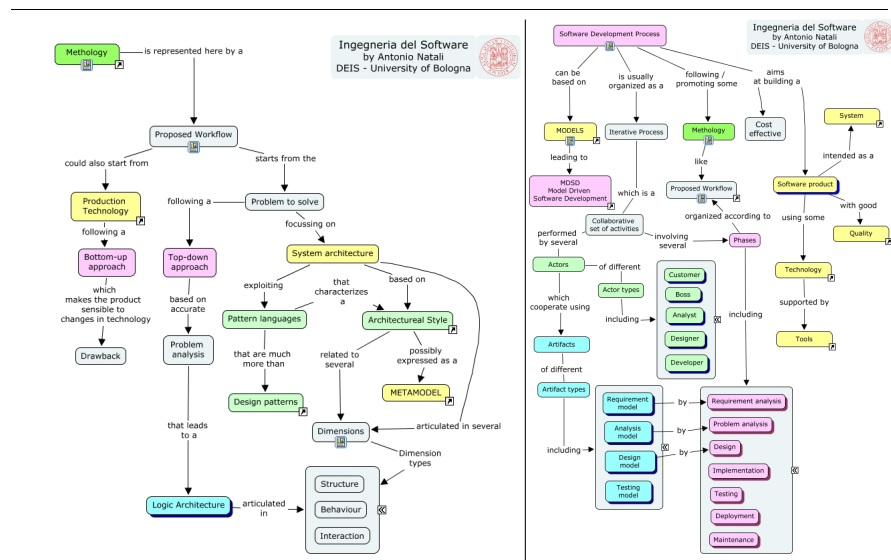 Methology
is represented here by a
Ingegneria del Software
by Antonio Natali
DEIS - University of Bologna
Proposed Workflow
could also start from
starts from the
Production
Technology
following a
Problem to solve
following a
focussing on
Bottom-up
approach
Top-down
approach
System architecture
which
makes the product
sensible to
changes in technology
based on
accurate
exploiting
that
characterizes
a
based on
Pattern languages
Architectureal Style
Drawback
Problem
analysis
that are much
more than
related to
several
possibly
expressed as a
Design patterns
METAMODEL
that leads
to a
Dimensions
articulated in several
Dimension
types
Logic Architecture
articulated
in
Structure
Behaviour
Interaction
Software Development Process
Ingegneria del Software
by Antonio Natali
DEIS - University of Bologna
can be
based on
is usually
organized as a
following /
promoting some
aims
at building a
MODELS
Iterative Process
Methology
Cost
effective
System
leading to
like
intended as a
MDSD
Model Driven
Software Development
which is a
Proposed Workflow
Software product
Collaborative
set of activities
organized according to
using some
with good
performed
by several
involving
several
Phases
Quality
Actors
of different
Actor types
Customer
Boss
Analyst
Designer
Developer
Technology
which
cooperate using
including
including
supported by
Artifacts
Tools
of different
Artifact types
including
Requirement
model
by
Requirement analysis
Analysis
model
by
Problem analysis
Design
model
by
Design
Testing
model
Implementation
Testing
Deployment
Maintenance